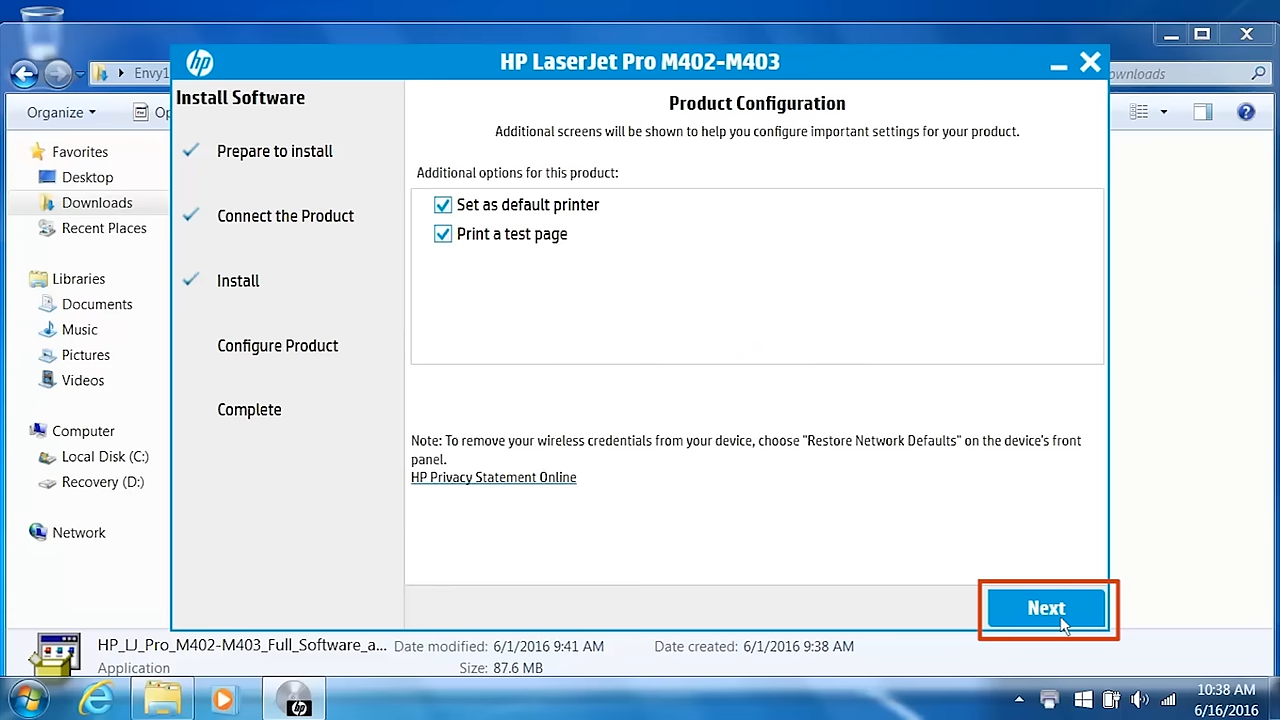 HP LaserJet Pro M402-M403
Envy1
ownloads
Organize
Op
Favorites
Desktop
Downloads
Recent Places
Libraries
Documents
Music
Pictures
Videos
Computer
Local Disk (C:)
Recovery (D:)
Network
hp
Install Software
Prepare to install
Connect the Product
Install
Configure Product
Complete
Product Configuration
Additional screens will be shown to help you configure important settings for your product.
Additional options for this product:
Set as default printer
Print a test page
Note: To remove your wireless credentials from your device, choose "Restore Network Defaults" on the device's front
panel.
HP Privacy Statement Online
Next
HP_LJ_Pro_M402-M403_Full_Software_a... Date modified: 6/1/2016 9:41 AM Date created: 6/1/2016 9:38 AM
Application Size: 87.6 MB
hp
10:38 AM
6/16/2016